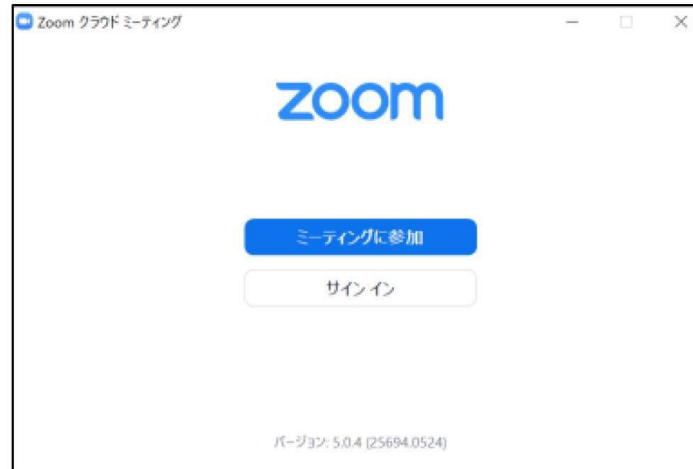 Zoom クラウド ミーティング
zoom
ミーティングに参加
サイン イン
バージョン: 5.0.4 (25694.0524)